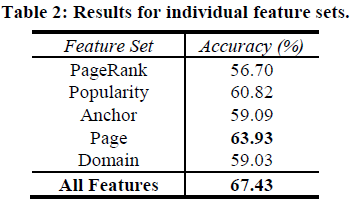 Table 2: Results for individual feature sets.
Feature Set Accuracy (%)
PageRank 56.70
Popularity 60.82
Anchor 59.09
Page 63.93
Domain 59.03
All Features 67.43